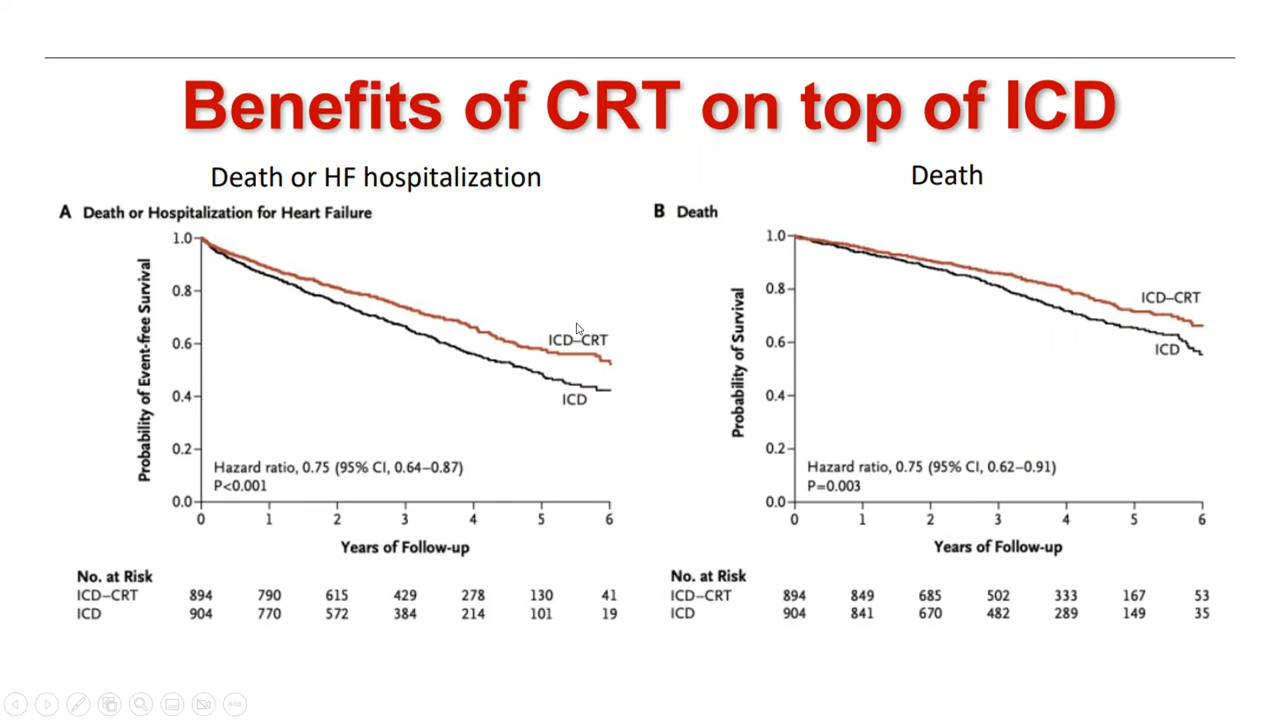 Benefits of CRT on top of ICD
Death or HF hospitalization
A Death or Hospitalization for Heart Failure
Probability of Event-free Survival
1.0
0.8
0.6
0.4
0.2
0.0
ICD–CRT
ICD
Hazard ratio, 0.75 (95% CI, 0.64–0.87)
P<0.001
0 1 2 3 4 5 6
Years of Follow-up
No. at Risk
ICD–CRT 894 790 615 429 278 130 41
ICD 904 770 572 384 214 101 19
Death
B Death
Probability of Survival
1.0
0.8
0.6
0.4
0.2
0.0
ICD–CRT
ICD
Hazard ratio, 0.75 (95% CI, 0.62–0.91)
P=0.003
0 1 2 3 4 5 6
Years of Follow-up
No. at Risk
ICD–CRT 894 849 685 502 333 167 53
ICD 904 841 670 482 289 149 35